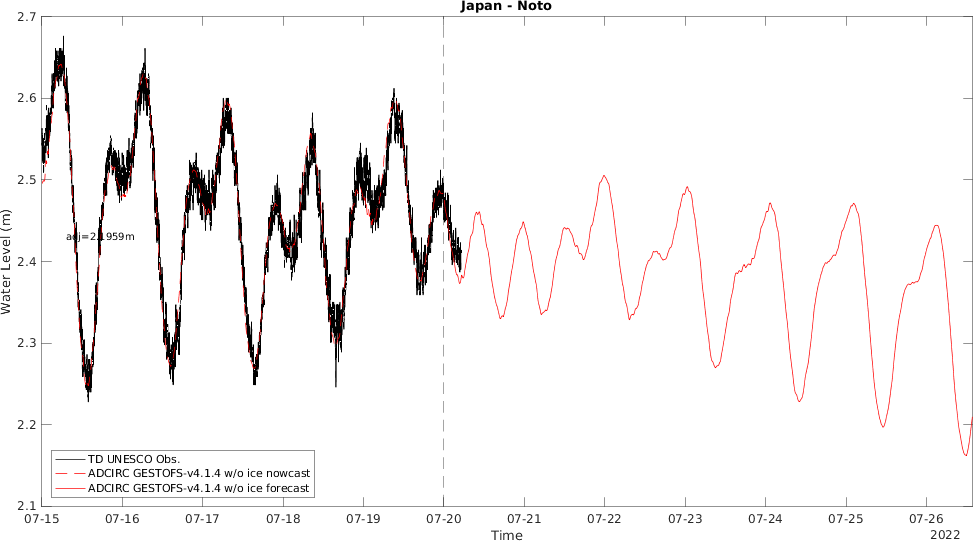 Japan - Noto
2.7
2.6
2.5
2.4
2.3
2.2
2.1
Water Level (m)
adj=2.1959m
TD UNESCO Obs.
ADCIRC GESTOFS-v4.1.4 w/o ice nowcast
ADCIRC GESTOFS-v4.1.4 w/o ice forecast
07-15 07-16 07-17 07-18 07-19 07-20 07-21 07-22 07-23 07-24 07-25 07-26
Time
2022